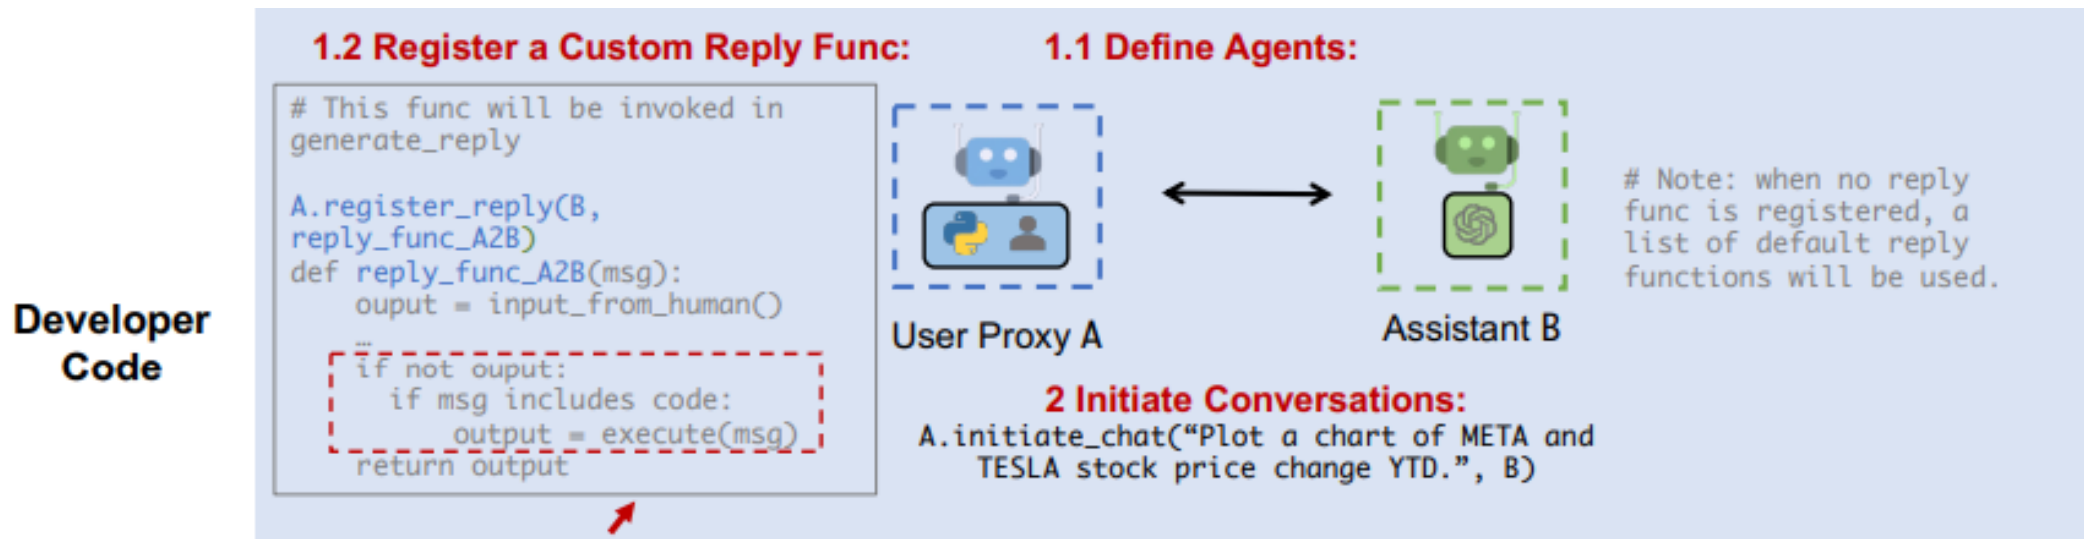 Developer
Code
1.2 Register a Custom Reply Func:
# This func will be invoked in
generate_reply
A.register_reply(B,
reply_func_A2B)
def reply_func_A2B(msg):
ouput = input_from_human()
…
if not ouput:
if msg includes code:
output = execute(msg)
return output
1.1 Define Agents:
User Proxy A
Assistant B
# Note: when no reply
func is registered, a
list of default reply
functions will be used.
2 Initiate Conversations:
A.initiate_chat(“Plot a chart of META and
TESLA stock price change YTD.”, B)